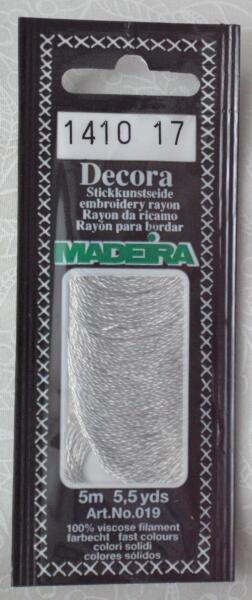 1410 17
Decora
Stickkunstseide
embroidery rayon
Rayon da ricamo
Rayón para bordar
MADEIRA
5m 5,5 yds
Art.No.019
100% viscose filament
farbecht fast colours
colori solidi
colores sólidos